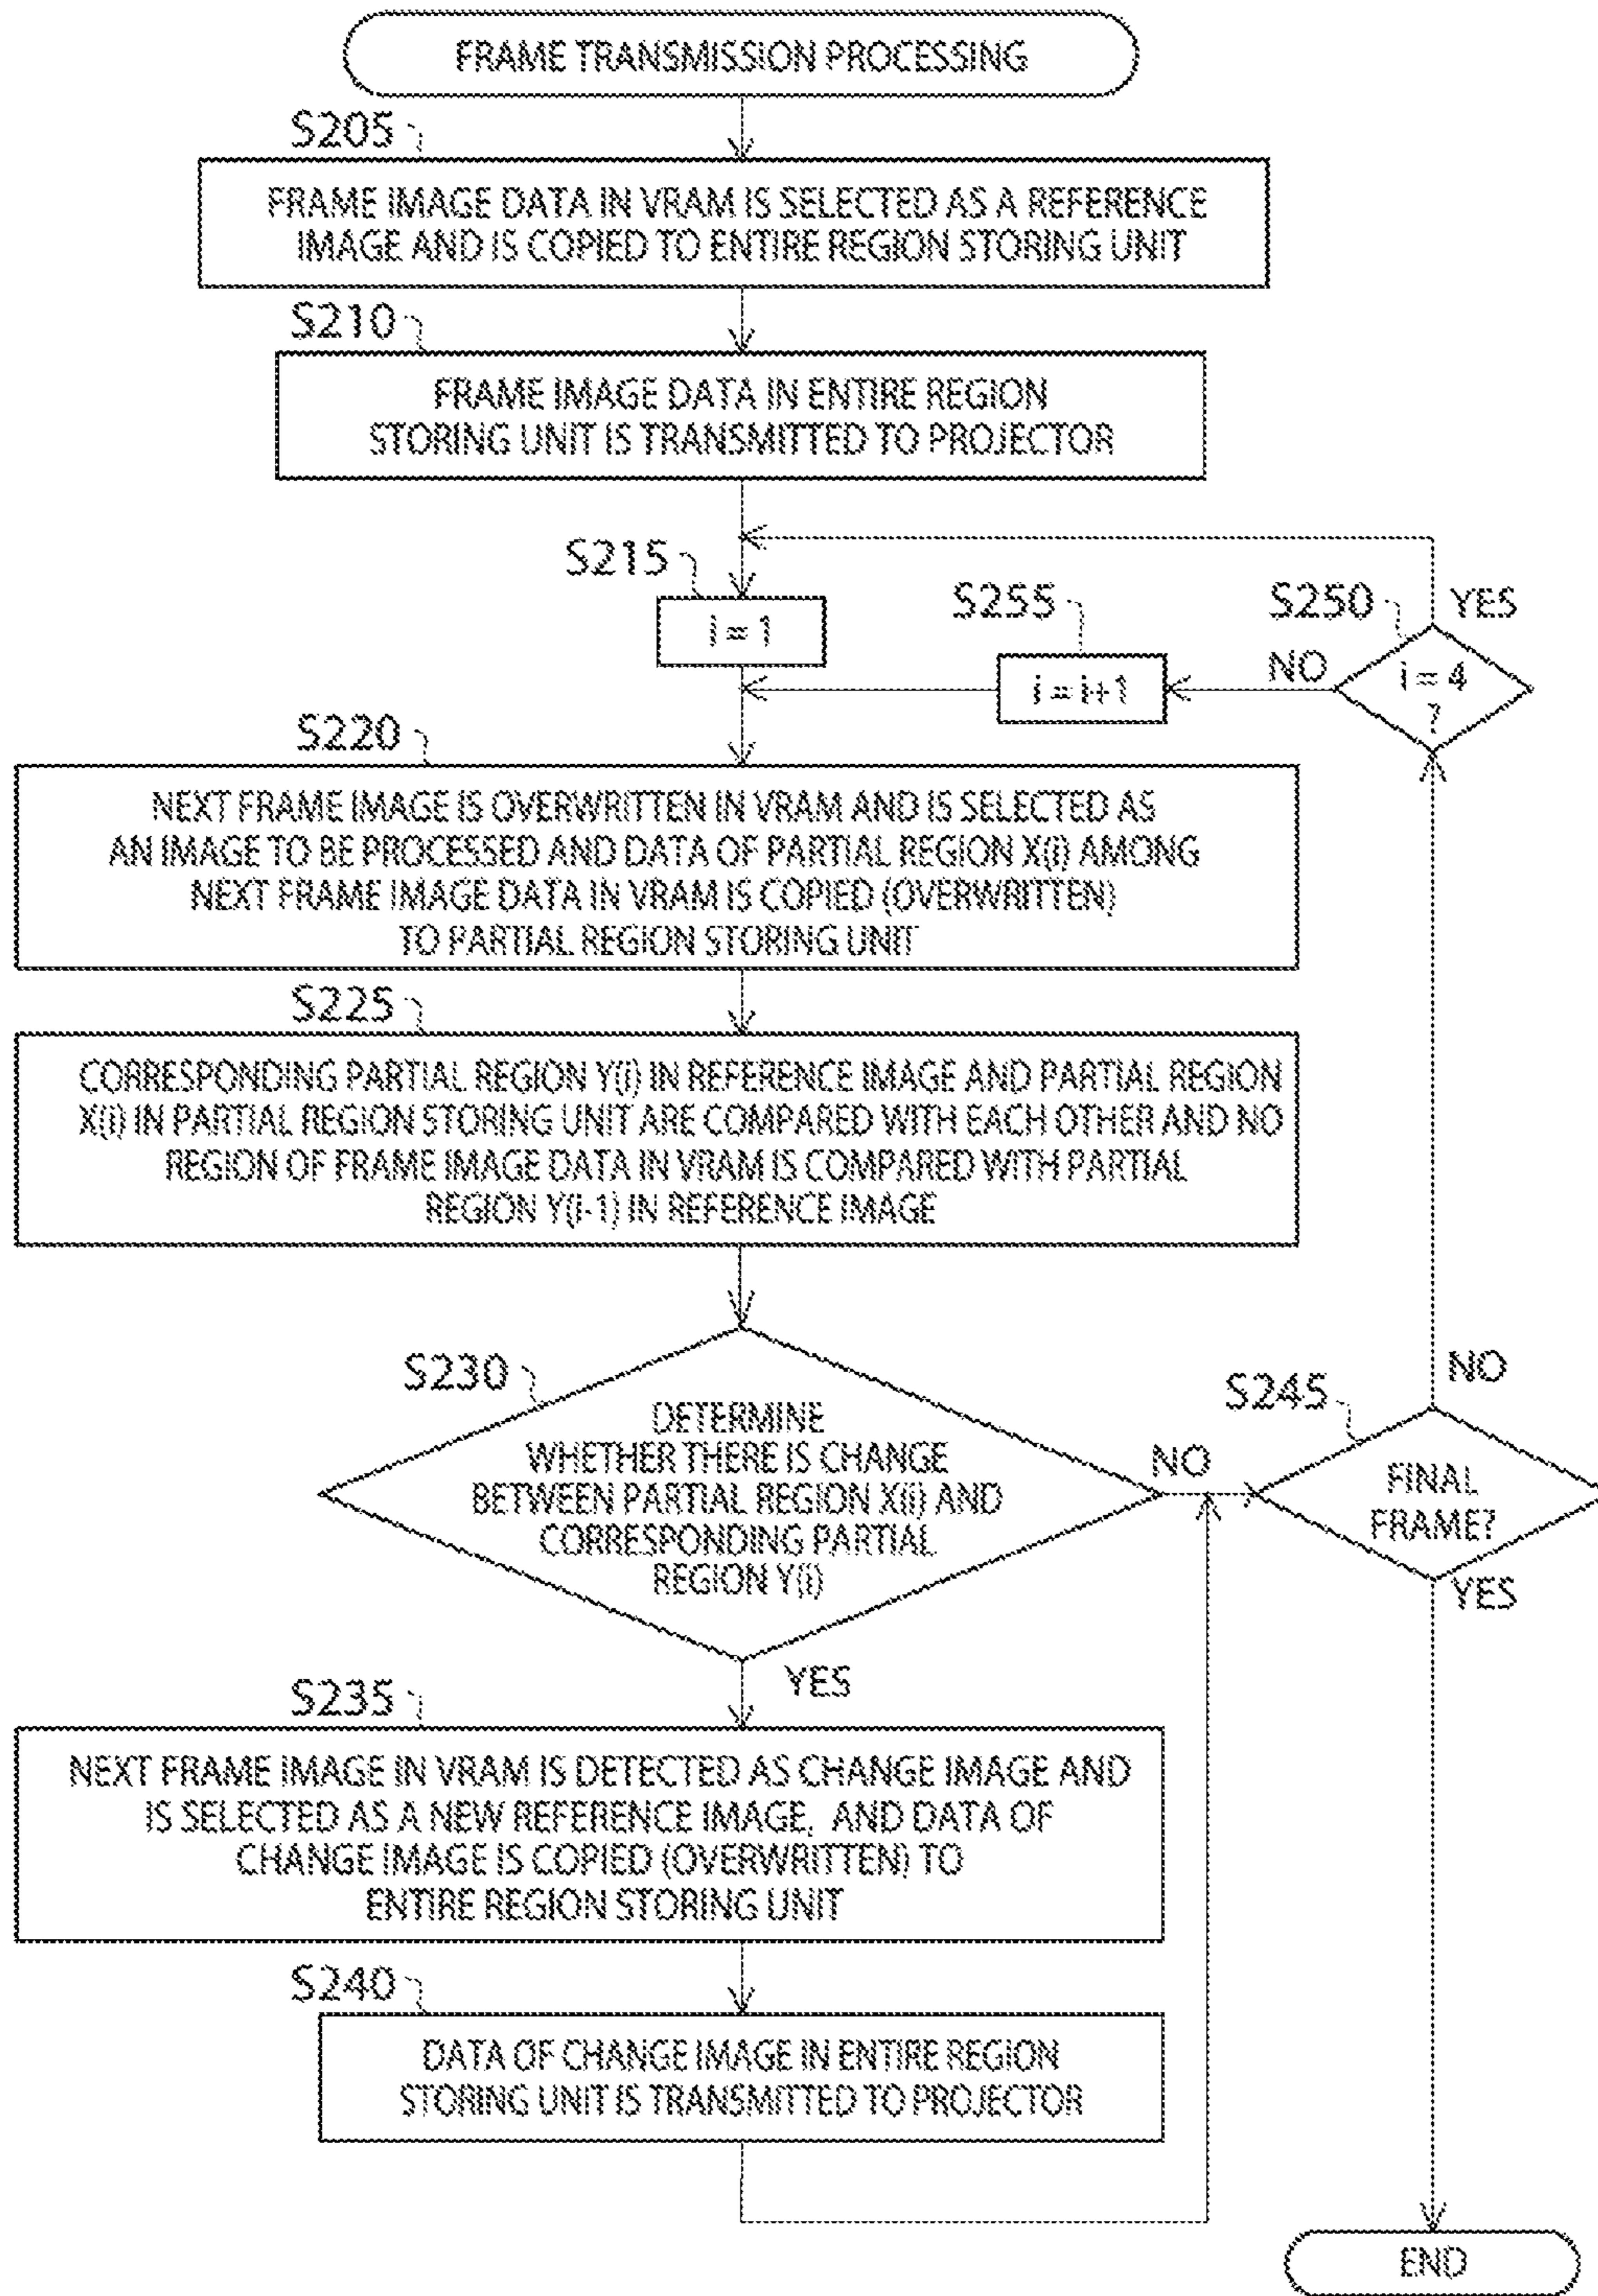 FRAME TRANSMISSION PROCESSING
S205
FRAME IMAGE DATA IN VRAM IS SELECTED AS A REFERENCE
IMAGE AND IS COPIED TO ENTIRE REGION STORING UNIT
S210
FRAME IMAGE DATA IN ENTIRE REGION
STORING UNIT IS TRANSMITTED TO PROJECTOR
S215
i = 1
S255
i = i+1
S250
YES
NO
i = 4
?
S220
NEXT FRAME IMAGE IS OVERWRITTEN IN VRAM AND IS SELECTED AS
AN IMAGE TO BE PROCESSED AND DATA OF PARTIAL REGION X(i) AMONG
NEXT FRAME IMAGE DATA IN VRAM IS COPIED (OVERWRITTEN)
TO PARTIAL REGION STORING UNIT
S225
CORRESPONDING PARTIAL REGION Y(i) IN REFERENCE IMAGE AND PARTIAL REGION
X(i) IN PARTIAL REGION STORING UNIT ARE COMPARED WITH EACH OTHER AND NO
REGION OF FRAME IMAGE DATA IN VRAM IS COMPARED WITH PARTIAL
REGION Y(i-1) IN REFERENCE IMAGE
S230
DETERMINE
WHETHER THERE IS CHANGE
BETWEEN PARTIAL REGION X(i) AND
CORRESPONDING PARTIAL
REGION Y(i)
NO
YES
S245
NO
FINAL
FRAME?
YES
S235
NEXT FRAME IMAGE IN VRAM IS DETECTED AS CHANGE IMAGE AND
IS SELECTED AS A NEW REFERENCE IMAGE, AND DATA OF
CHANGE IMAGE IS COPIED (OVERWRITTEN) TO
ENTIRE REGION STORING UNIT
S240
DATA OF CHANGE IMAGE IN ENTIRE REGION
STORING UNIT IS TRANSMITTED TO PROJECTOR
END